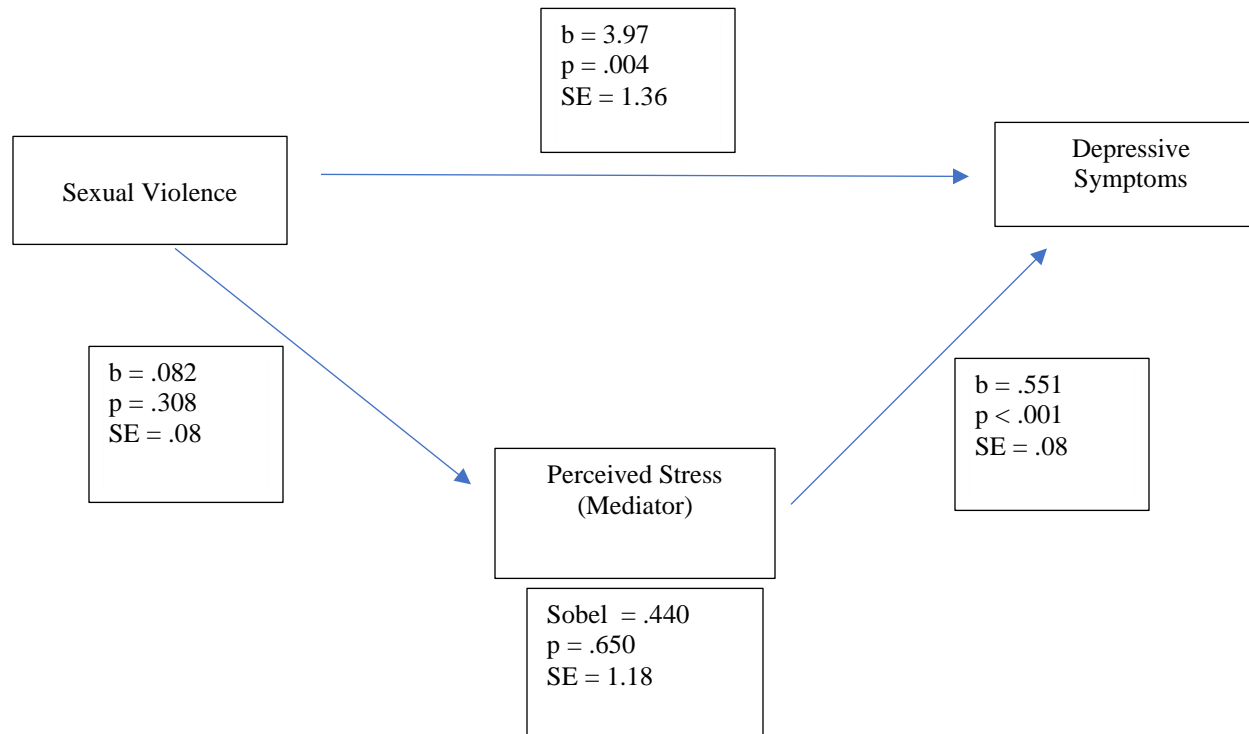 b = 3.97
p = .004
SE = 1.36
Sexual Violence
Depressive
Symptoms
b = .082
p = .308
SE = .08
b = .551
p < .001
SE = .08
Perceived Stress
(Mediator)
Sobel = .440
p = .650
SE = 1.18